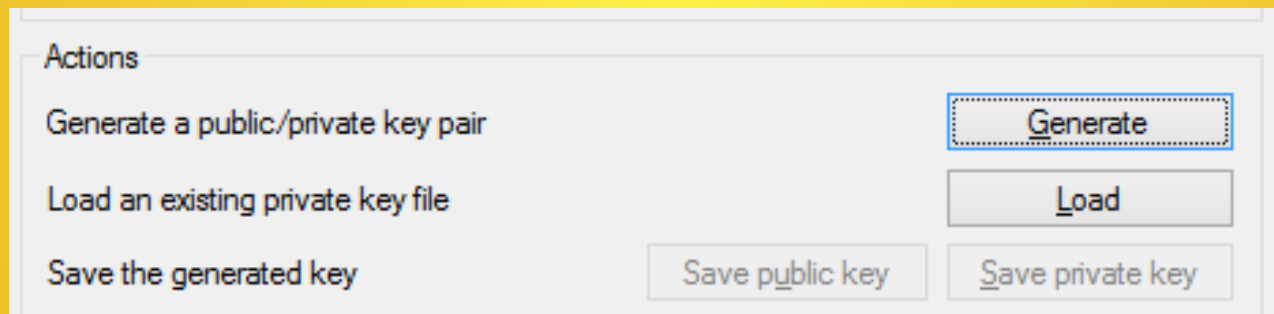 Actions
Generate a public/private key pair Generate
Load an existing private key file Load
Save the generated key Save public key Save private key